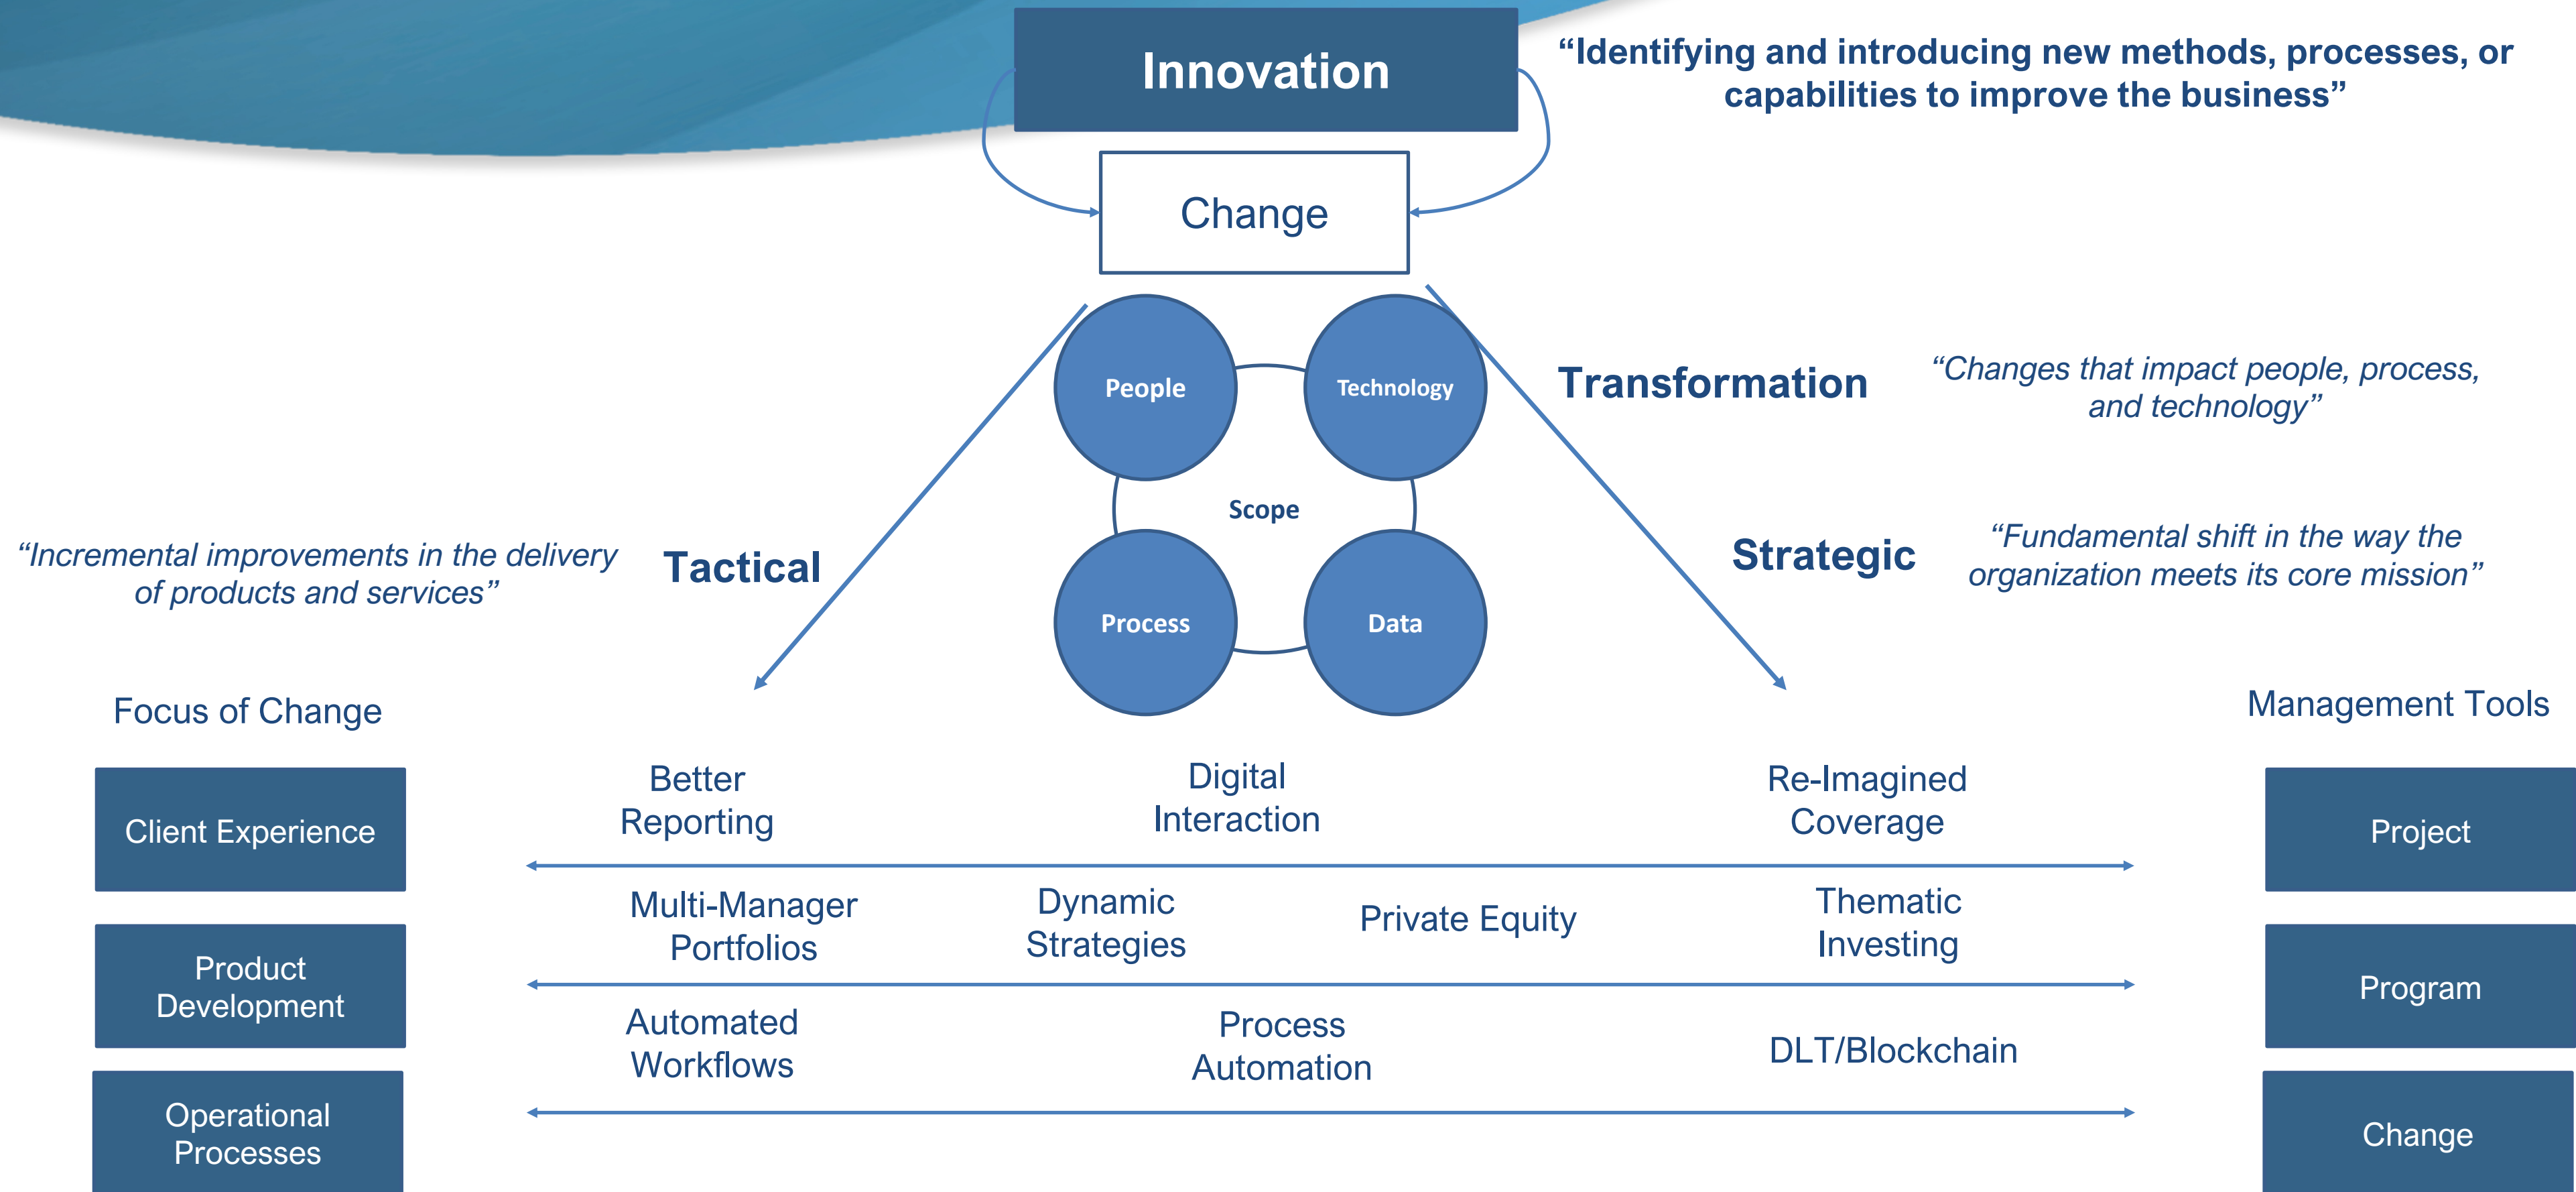 Innovation
“Identifying and introducing new methods, processes, or
capabilities to improve the business”
Change
People
Technology
Scope
Process
Data
Transformation
“Changes that impact people, process,
and technology”
“Incremental improvements in the delivery
of products and services”
Tactical
Strategic
“Fundamental shift in the way the
organization meets its core mission”
Focus of Change
Management Tools
Client Experience
Better
Reporting
Digital
Interaction
Re-Imagined
Coverage
Project
Product
Development
Multi-Manager
Portfolios
Dynamic
Strategies
Private Equity
Thematic
Investing
Program
Operational
Processes
Automated
Workflows
Process
Automation
DLT/Blockchain
Change